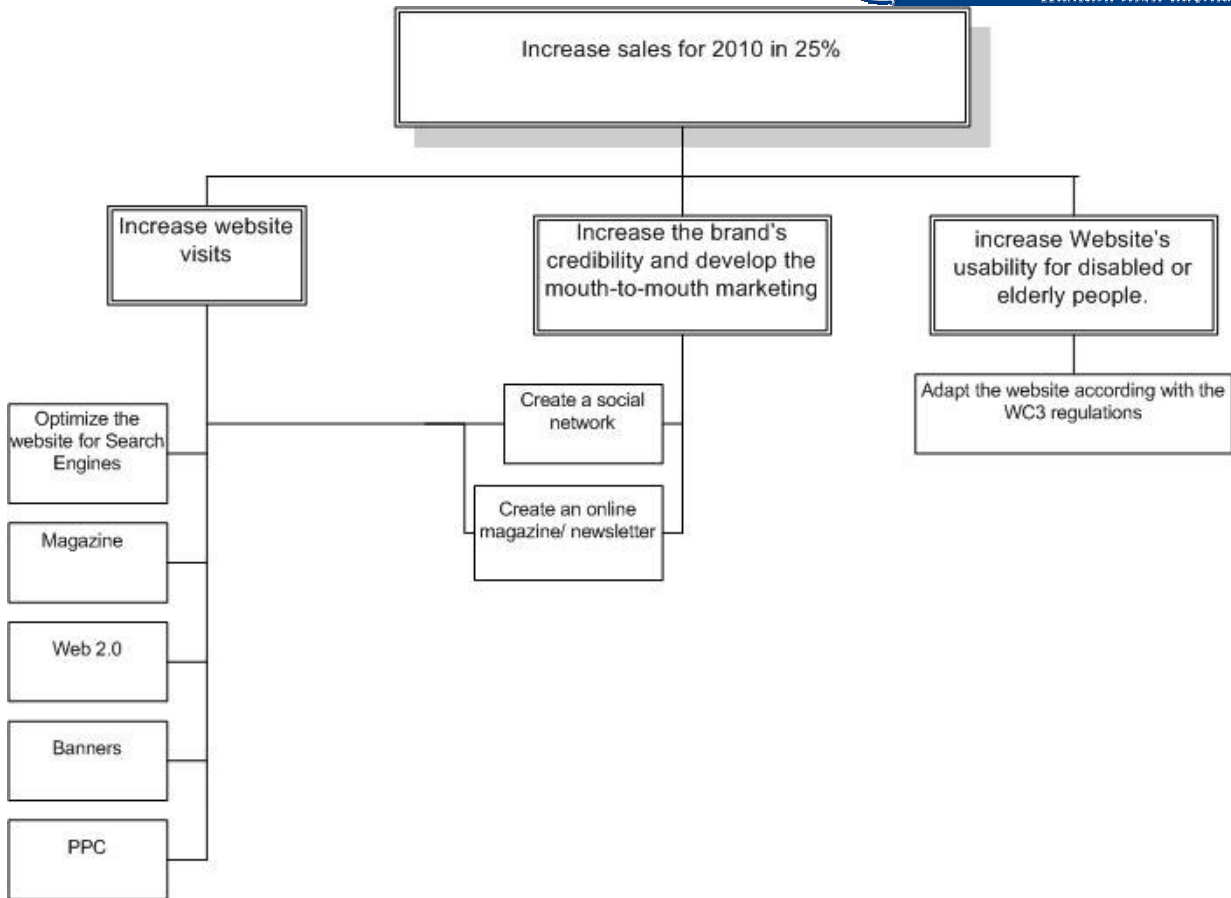 Increase sales for 2010 in 25%
Increase website
visits
Increase the brand's
credibility and develop the
mouth-to-mouth marketing
increase Website's
usability for disabled or
elderly people.
Optimize the
website for Search
Engines
Magazine
Web 2.0
Banners
PPC
Create a social
network
Create an online
magazine/ newsletter
Adapt the website according with the
WC3 regulations